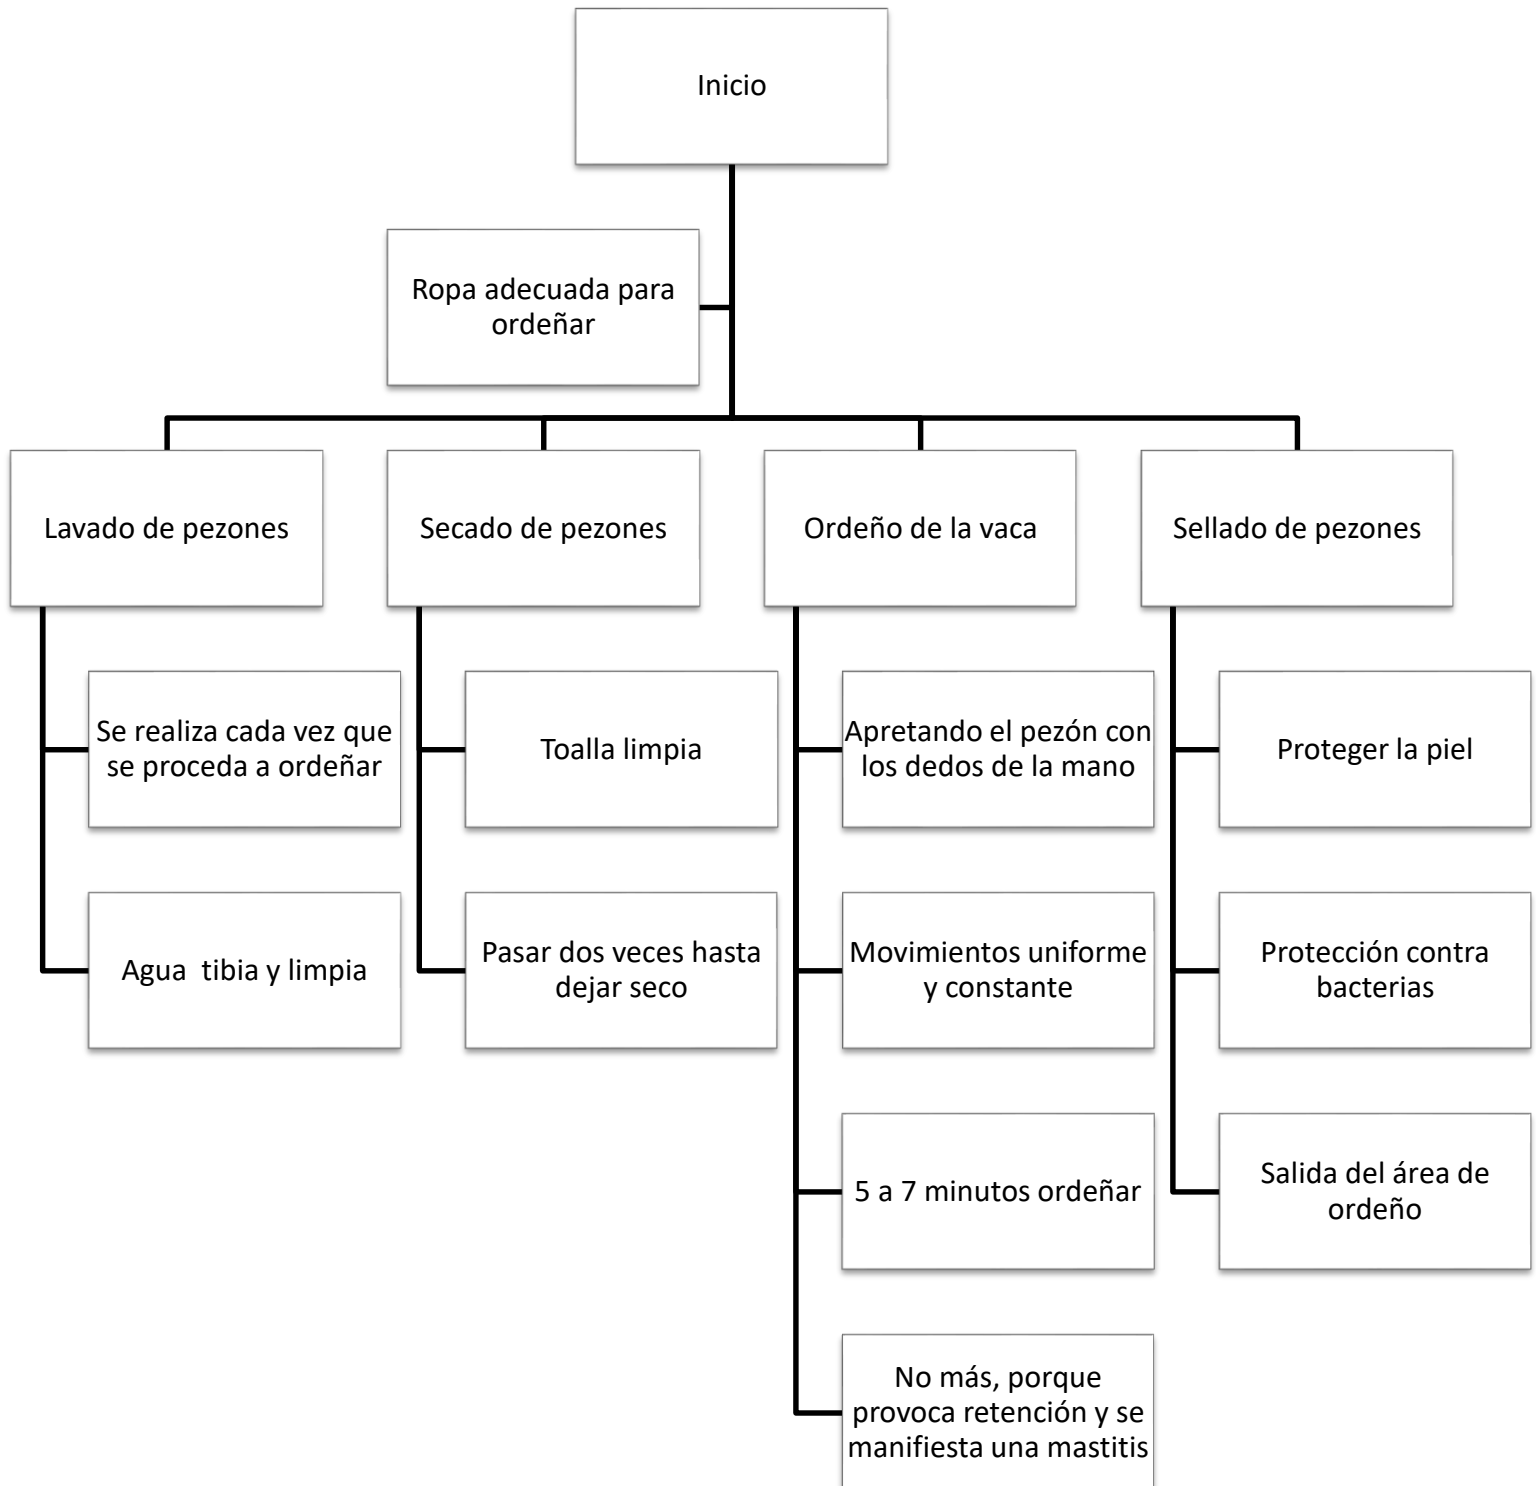 Inicio
Ropa adecuada para
ordeñar
Lavado de pezones
Se realiza cada vez que
se proceda a ordeñar
Agua  tibia y limpia
Secado de pezones
Toalla limpia
Pasar dos veces hasta
dejar seco
Ordeño de la vaca
Apretando el pezón con
los dedos de la mano
Movimientos uniforme
y constante
5 a 7 minutos ordeñar
No más, porque
provoca retención y se
manifiesta una mastitis
Sellado de pezones
Proteger la piel
Protección contra
bacterias
Salida del área de
ordeño